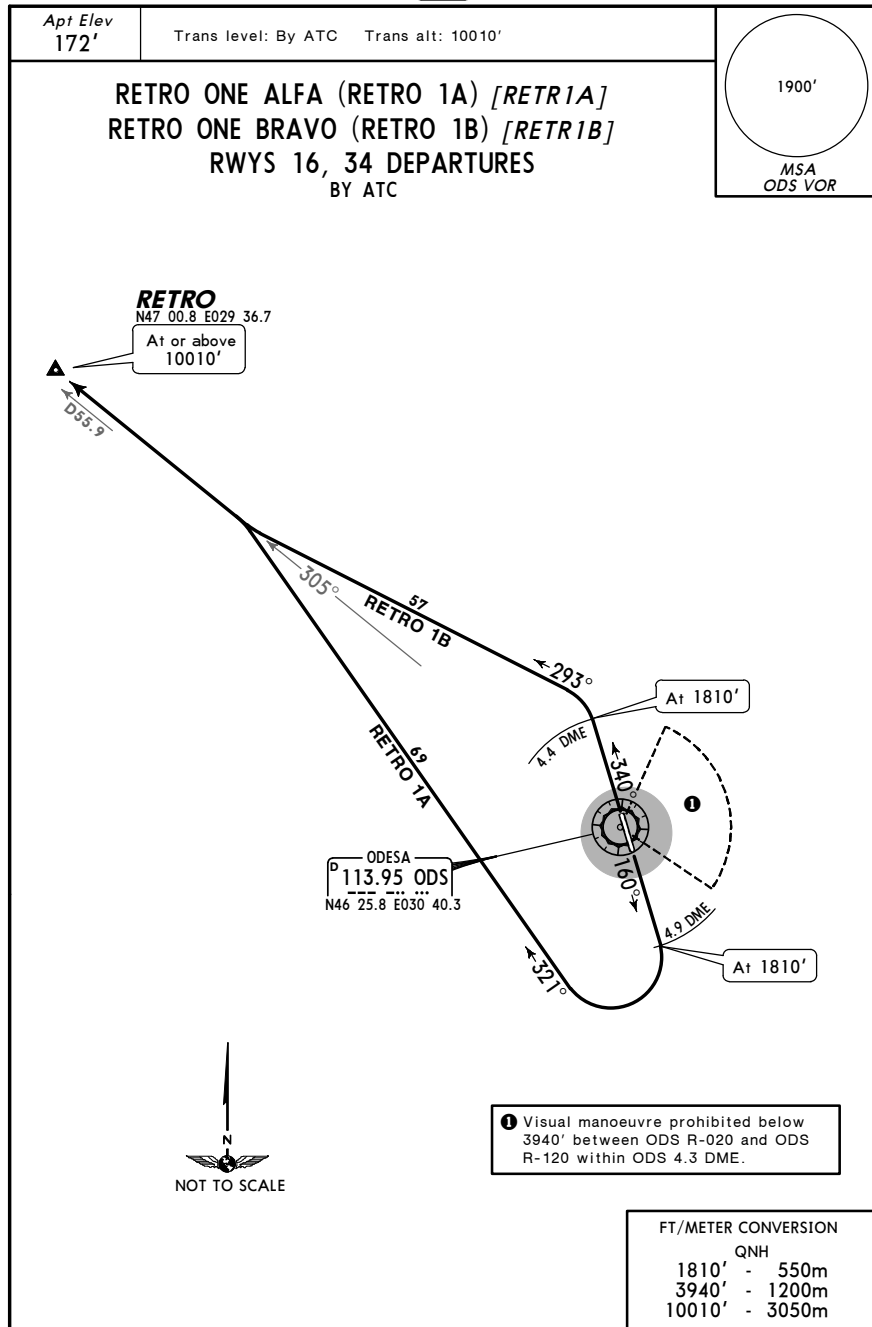 Apt Elev
172'
Trans level: By ATC Trans alt: 10010'
1900'
MSA
ODS VOR
RETRO ONE ALFA (RETRO 1A) [RETR1A]
RETRO ONE BRAVO (RETRO 1B) [RETR1B]
RWYS 16, 34 DEPARTURES
BY ATC
RETRO
N47 00.8 E029 36.7
At or above
10010'
D55.9
305°
57
RETRO 1B
293°
At 1810'
4.4 DME
340°
69
RETRO 1A
❶
ODESA
D 113.95 ODS
N46 25.8 E030 40.3
160°
4.9 DME
At 1810'
321°
N
NOT TO SCALE
❶ Visual manoeuvre prohibited below
3940' between ODS R-020 and ODS
R-120 within ODS 4.3 DME.
FT/METER CONVERSION
QNH
1810' - 550m
3940' - 1200m
10010' - 3050m